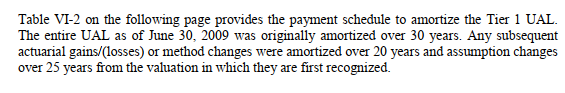 Table VI-2 on the following page provides the payment schedule to amortize the Tier 1 UAL.
The entire UAL as of June 30, 2009 was originally amortized over 30 years. Any subsequent
actuarial gains/(losses) or method changes were amortized over 20 years and assumption changes
over 25 years from the valuation in which they are first recognized.